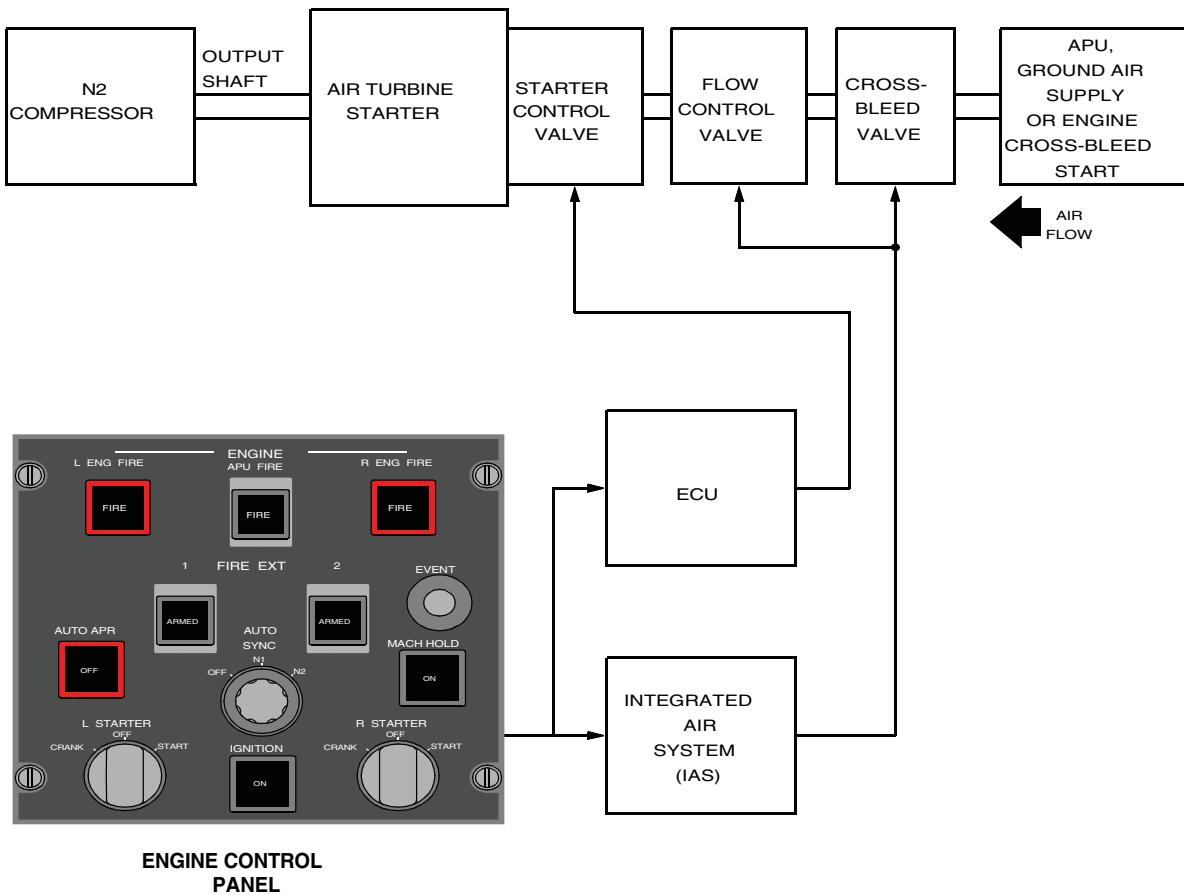 N2
COMPRESSOR
OUTPUT
SHAFT
AIR TURBINE
STARTER
STARTER
CONTROL
VALVE
FLOW
CONTROL
VALVE
CROSS-
BLEED
VALVE
APU,
GROUND AIR
SUPPLY
OR ENGINE
CROSS-BLEED
START
AIR
FLOW
ECU
INTEGRATED
AIR
SYSTEM
(IAS)
ENGINE
L ENG FIRE
APU FIRE
R ENG FIRE
FIRE
FIRE
FIRE
1
FIRE EXT
2
EVENT
ARMED
ARMED
AUTO APR
OFF
AUTO
SYNC
OFF
N1
N2
MACH HOLD
ON
L STARTER
CRANK
OFF
START
IGNITION
ON
R STARTER
CRANK
OFF
START
ENGINE CONTROL
PANEL